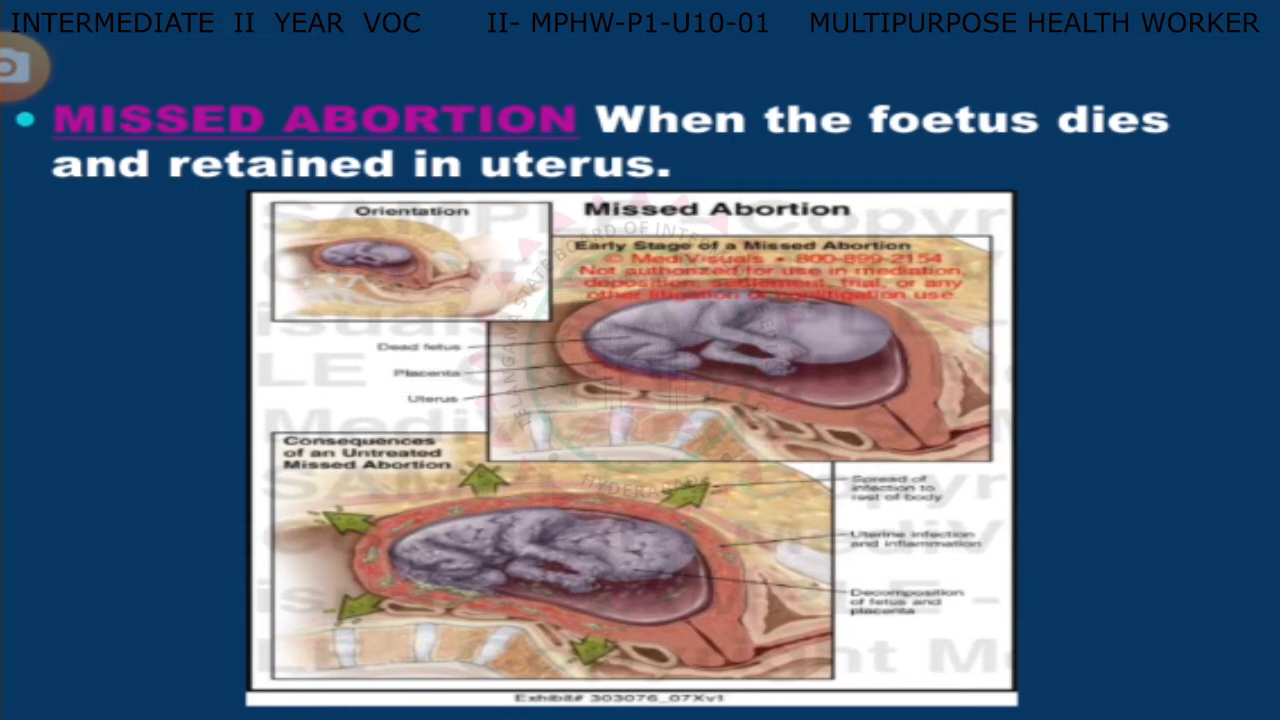 INTERMEDIATE II YEAR VOC II- MPHW-P1-U10-01 MULTIPURPOSE HEALTH WORKER
• MISSED ABORTION When the foetus dies
and retained in uterus.
Orientation
Missed Abortion
Early Stage of a Missed Abortion
© MediVisuals • 800-899-2154
Not authorized for use in mediation,
deposition, settlement, trial, or any
other litigation or nonlitigation use.
Dead fetus
Placenta
Uterus
Consequences
of an Untreated
Missed Abortion
Spread of
infection to
rest of body
Uterine infection
and inflammation
Decomposition
of fetus and
placenta
HYDERABAD
Exhibit# 303076_07Xv1